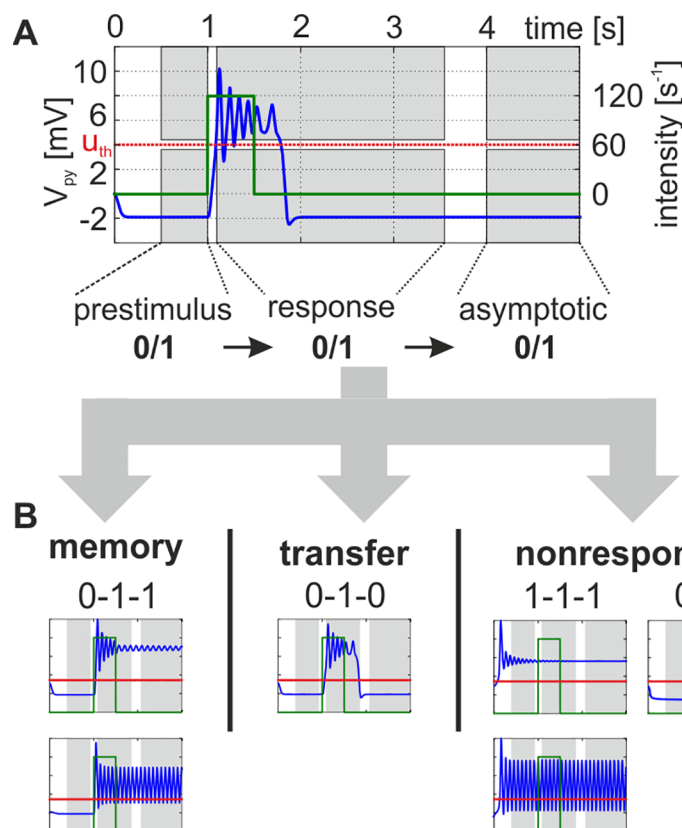 A
0 1 2 3 4 time [s]
10
6
u_th
2
-2
V_py [mV]
120
60
0
intensity [s⁻¹]
prestimulus response asymptotic
0/1 → 0/1 → 0/1
B
memory transfer nonrespon
0-1-1 0-1-0 1-1-1 0